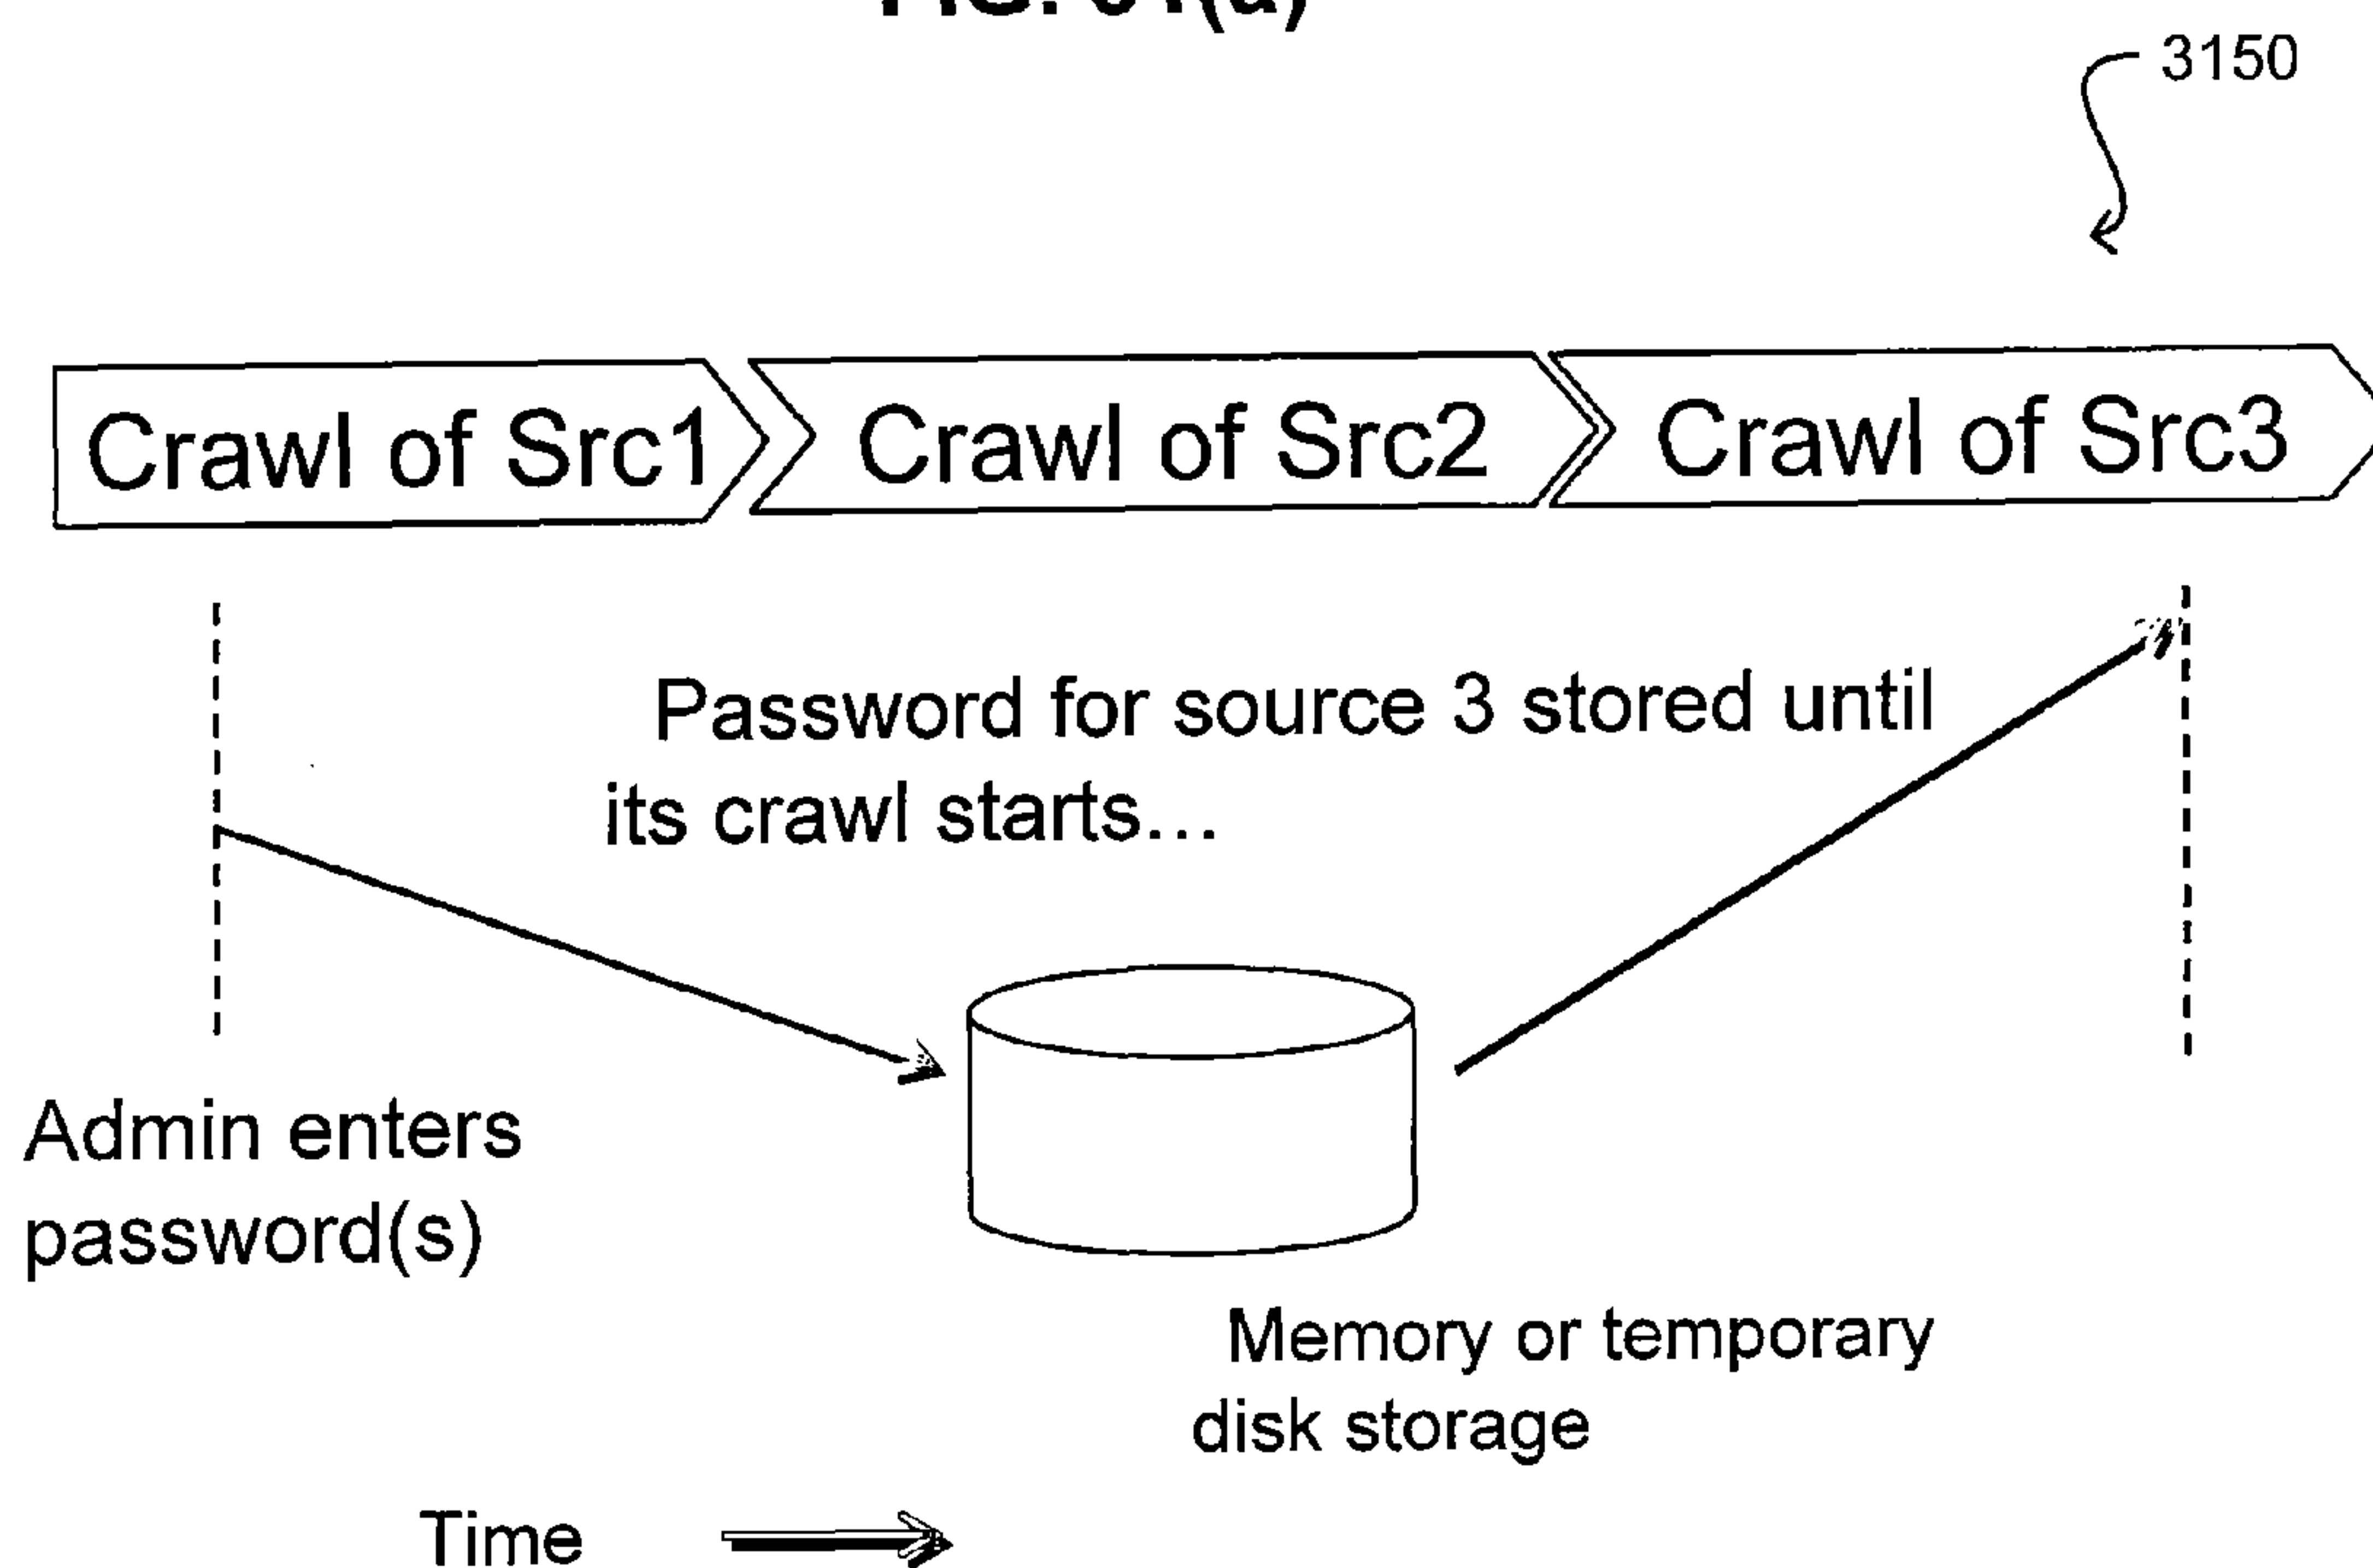 3150
Crawl of Src1
Crawl of Src2
Crawl of Src3
Password for source 3 stored until
its crawl starts...
Admin enters
password(s)
Memory or temporary
disk storage
Time